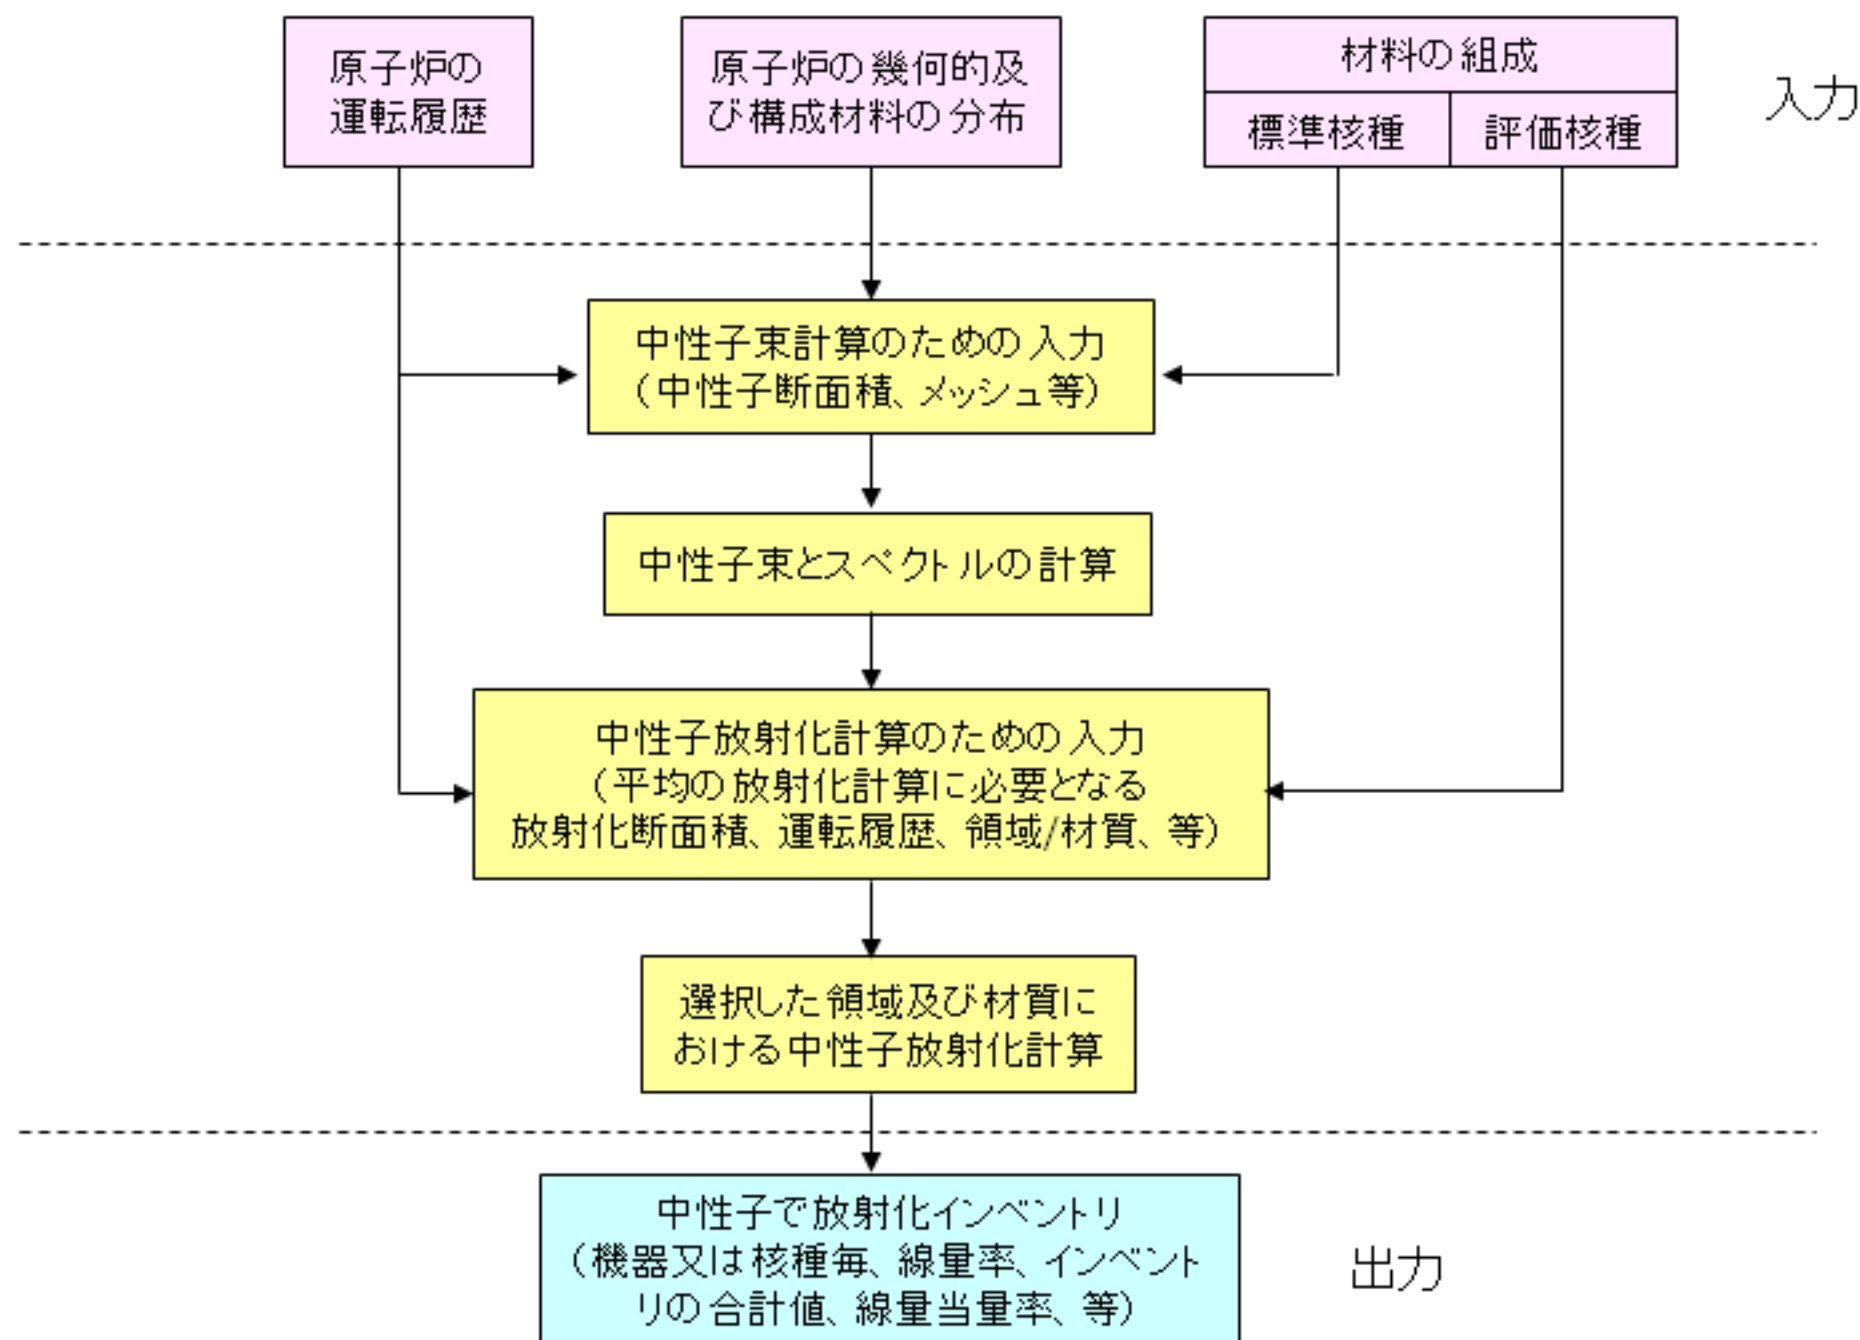 原子炉の
運転履歴
原子炉の幾何的及
び構成材料の分布
材料の組成
標準核種
評価核種
入力
中性子束計算のための入力
（中性子断面積、メッシュ等）
中性子束とスペクトルの計算
中性子放射化計算のための入力
（平均の放射化計算に必要となる
放射化断面積、運転履歴、領域/材質、等）
選択した領域及び材質に
おける中性子放射化計算
中性子で放射化インベントリ
（機器又は核種毎、線量率、インベント
リの合計値、線量当量率、等）
出力